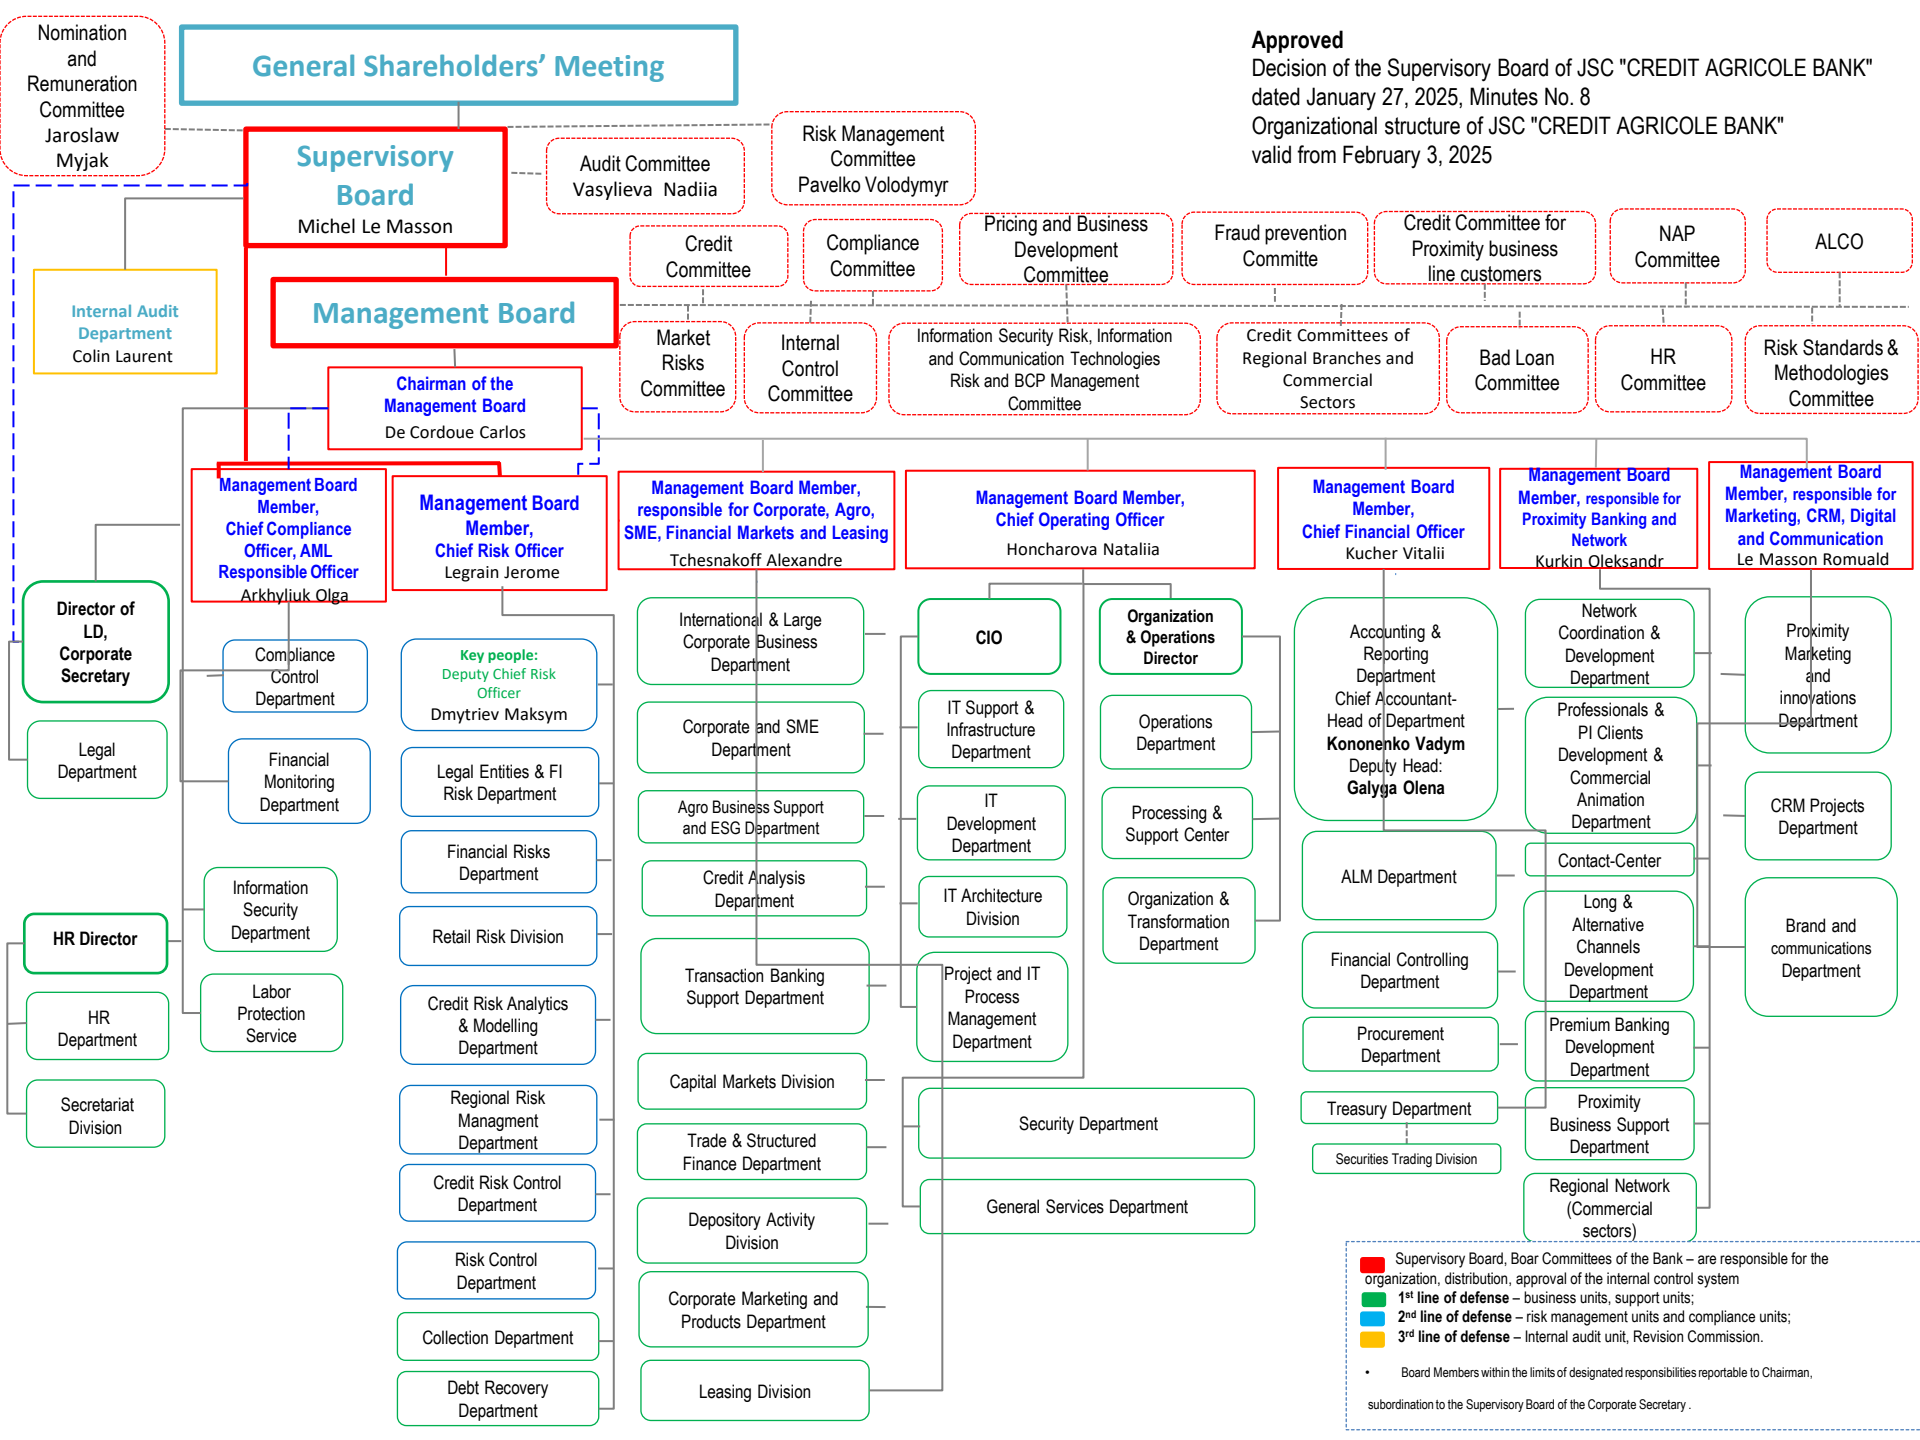 Nomination
and
Remuneration
Committee
Jaroslaw
Myjak
General Shareholders’ Meeting
Approved
Decision of the Supervisory Board of JSC "CREDIT AGRICOLE BANK"
dated January 27, 2025, Minutes No. 8
Organizational structure of JSC "CREDIT AGRICOLE BANK"
valid from February 3, 2025
Supervisory
Board
Michel Le Masson
Audit Committee
Vasylieva Nadiia
Risk Management
Committee
Pavelko Volodymyr
Internal Audit
Department
Colin Laurent
Management Board
Credit
Committee
Compliance
Committee
Pricing and Business
Development
Committee
Fraud prevention
Committe
Credit Committee for
Proximity business
line customers
NAP
Committee
ALCO
Market
Risks
Committee
Internal
Control
Committee
Information Security Risk, Information
and Communication Technologies
Risk and BCP Management
Committee
Credit Committees of
Regional Branches and
Commercial
Sectors
Bad Loan
Committee
HR
Committee
Risk Standards &
Methodologies
Committee
Chairman of the
Management Board
De Cordoue Carlos
Management Board
Member,
Chief Compliance
Officer, AML
Responsible Officer
Arkhyliuk Olga
Management Board
Member,
Chief Risk Officer
Legrain Jerome
Management Board Member,
responsible for Corporate, Agro,
SME, Financial Markets and Leasing
Tchesnakoff Alexandre
Management Board Member,
Chief Operating Officer
Honcharova Nataliia
Management Board
Member,
Chief Financial Officer
Kucher Vitalii
Management Board
Member, responsible for
Proximity Banking and
Network
Kurkin Oleksandr
Management Board
Member, responsible for
Marketing, CRM, Digital
and Communication
Le Masson Romuald
Director of
LD,
Corporate
Secretary
Legal
Department
HR Director
HR
Department
Secretariat
Division
Compliance
Control
Department
Financial
Monitoring
Department
Information
Security
Department
Labor
Protection
Service
Key people:
Deputy Chief Risk
Officer
Dmytriev Maksym
Legal Entities & FI
Risk Department
Financial Risks
Department
Retail Risk Division
Credit Risk Analytics
& Modelling
Department
Regional Risk
Managment
Department
Credit Risk Control
Department
Risk Control
Department
Collection Department
Debt Recovery
Department
International & Large
Corporate Business
Department
Corporate and SME
Department
Agro Business Support
and ESG Department
Credit Analysis
Department
Transaction Banking
Support Department
Capital Markets Division
Trade & Structured
Finance Department
Depository Activity
Division
Corporate Marketing and
Products Department
Leasing Division
CIO
IT Support &
Infrastructure
Department
IT
Development
Department
IT Architecture
Division
Project and IT
Process
Management
Department
Organization
& Operations
Director
Operations
Department
Processing &
Support Center
Organization &
Transformation
Department
Security Department
General Services Department
Accounting &
Reporting
Department
Chief Accountant-
Head of Department
Kononenko Vadym
Deputy Head:
Galyga Olena
ALM Department
Financial Controlling
Department
Procurement
Department
Treasury Department
Securities Trading Division
Network
Coordination &
Development
Department
Professionals &
PI Clients
Development &
Commercial
Animation
Department
Contact-Center
Long &
Alternative
Channels
Development
Department
Premium Banking
Development
Department
Proximity
Business Support
Department
Regional Network
(Commercial
sectors)
Proximity
Marketing
and
innovations
Department
CRM Projects
Department
Brand and
communications
Department
Supervisory Board, Boar Committees of the Bank – are responsible for the
organization, distribution, approval of the internal control system
1st line of defense – business units, support units;
2nd line of defense – risk management units and compliance units;
3rd line of defense – Internal audit unit, Revision Commission.
• Board Members within the limits of designated responsibilities reportable to Chairman,
subordination to the Supervisory Board of the Corporate Secretary .